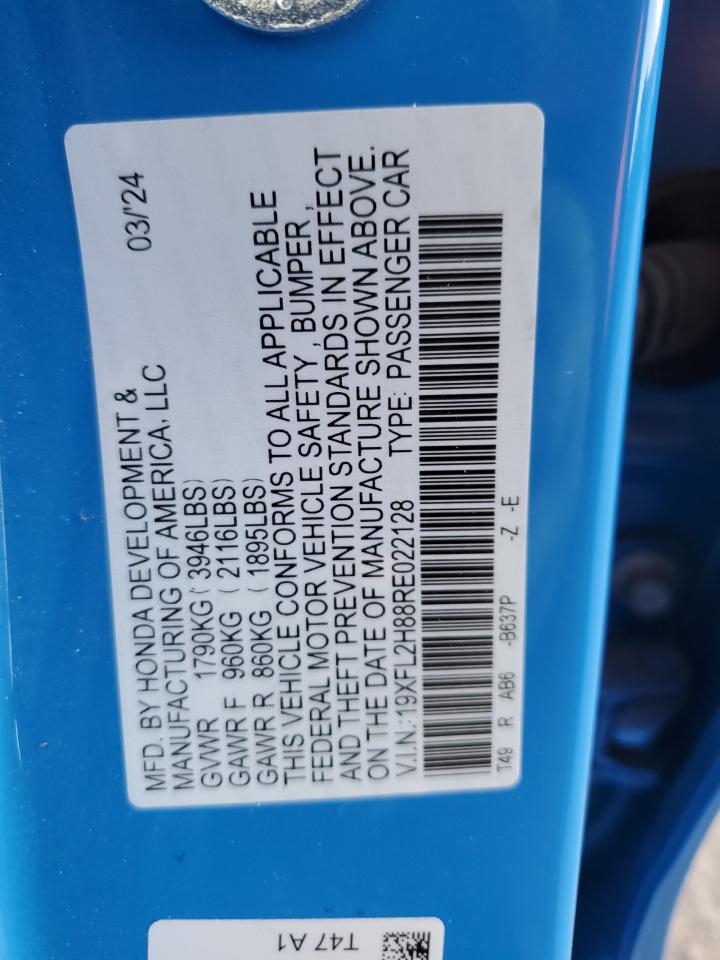 MFD. BY HONDA DEVELOPMENT &
MANUFACTURING OF AMERICA, LLC 03/'24
GVWR 1790KG ( 3946LBS)
GAWR F 960KG ( 2116LBS)
GAWR R 860KG ( 1895LBS)
THIS VEHICLE CONFORMS TO ALL APPLICABLE
FEDERAL MOTOR VEHICLE SAFETY , BUMPER ,
AND THEFT PREVENTION STANDARDS IN EFFECT
ON THE DATE OF MANUFACTURE SHOWN ABOVE.
V.I.N.: 19XFL2H88RE022128 TYPE: PASSENGER CAR
T49 R AB6 -B637P -Z -E
T47 A1